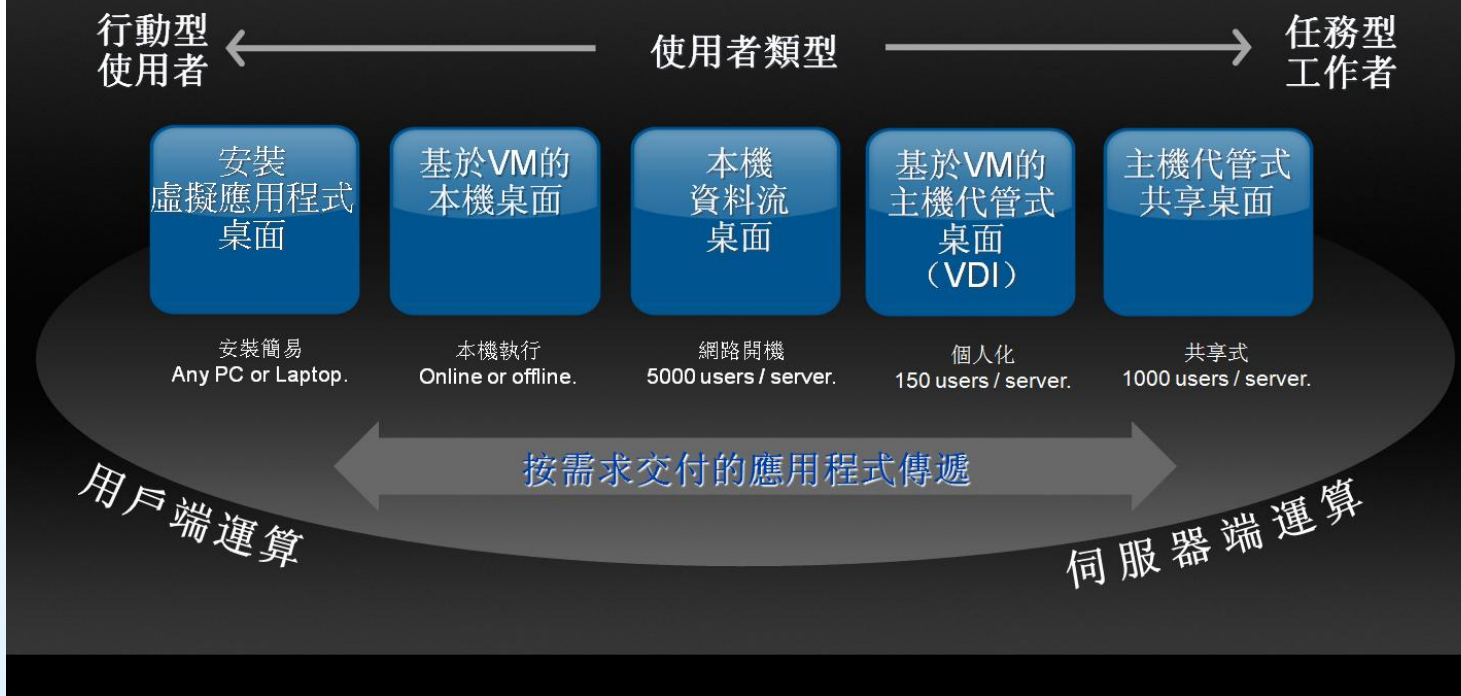 行動型
使用者
使用者類型
任務型
工作者
安裝
虛擬應用程式
桌面
基於VM的
本機桌面
本機
資料流
桌面
基於VM的
主機代管式
桌面
（VDI）
主機代管式
共享桌面
安裝簡易
Any PC or Laptop.
本機執行
Online or offline.
網路開機
5000 users / server.
個人化
150 users / server.
共享式
1000 users / server.
按需求交付的應用程式傳遞
用戶端運算
伺服器端運算